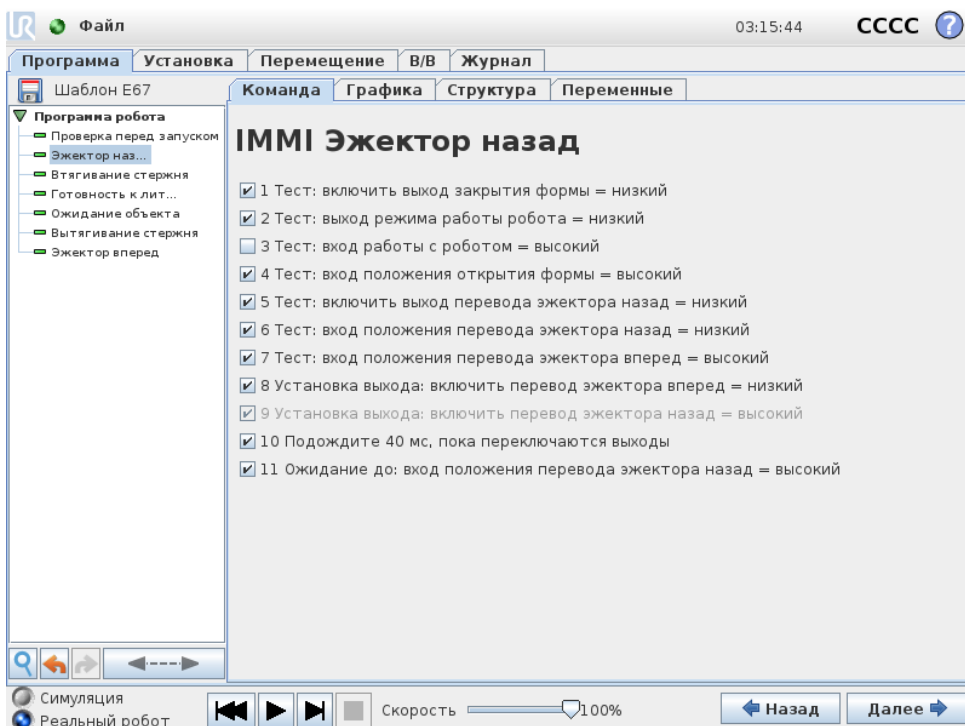 UR Файл 03:15:44 CCCC ?
Программа Установка Перемещение В/В Журнал
Шаблон E67 Команда Графика Структура Переменные
Программа робота
Проверка перед запуском
Эжектор наз...
Втягивание стержня
Готовность к лит...
Ожидание объекта
Вытягивание стержня
Эжектор вперед
IMMI Эжектор назад
1 Тест: включить выход закрытия формы = низкий
2 Тест: выход режима работы робота = низкий
3 Тест: вход работы с роботом = высокий
4 Тест: вход положения открытия формы = высокий
5 Тест: включить выход перевода эжектора назад = низкий
6 Тест: вход положения перевода эжектора назад = низкий
7 Тест: вход положения перевода эжектора вперед = высокий
8 Установка выхода: включить перевод эжектора вперед = низкий
9 Установка выхода: включить перевод эжектора назад = высокий
10 Подождите 40 мс, пока переключаются выходы
11 Ожидание до: вход положения перевода эжектора назад = высокий
Симуляция
Реальный робот
Скорость 100% Назад Далее